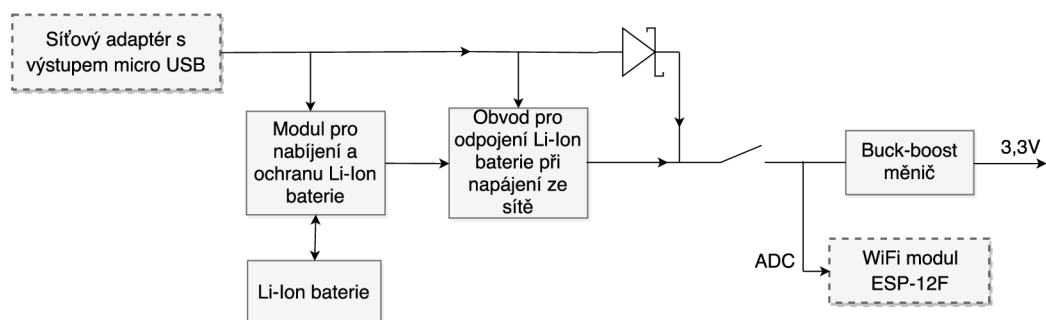 Síťový adaptér s
výstupem micro USB
Modul pro
nabíjení a
ochranu Li-Ion
baterie
Obvod pro
odpojení Li-Ion
baterie při
napájení ze
sítě
Buck-boost
měnič
3,3V
ADC
WiFi modul
ESP-12F
Li-Ion baterie